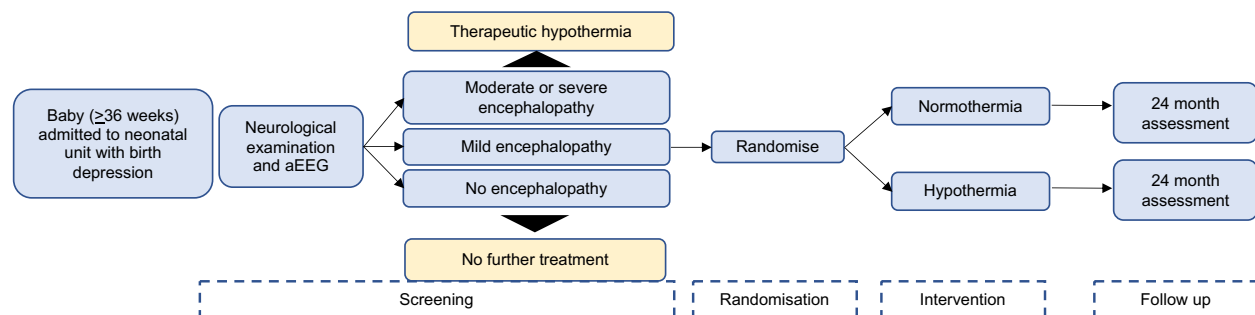 Therapeutic hypothermia
Baby (≥36 weeks)
admitted to neonatal
unit with birth
depression
Neurological
examination
and aEEG
Moderate or severe
encephalopathy
Mild encephalopathy
No encephalopathy
No further treatment
Randomise
Normothermia
Hypothermia
24 month
assessment
24 month
assessment
Screening
Randomisation
Intervention
Follow up